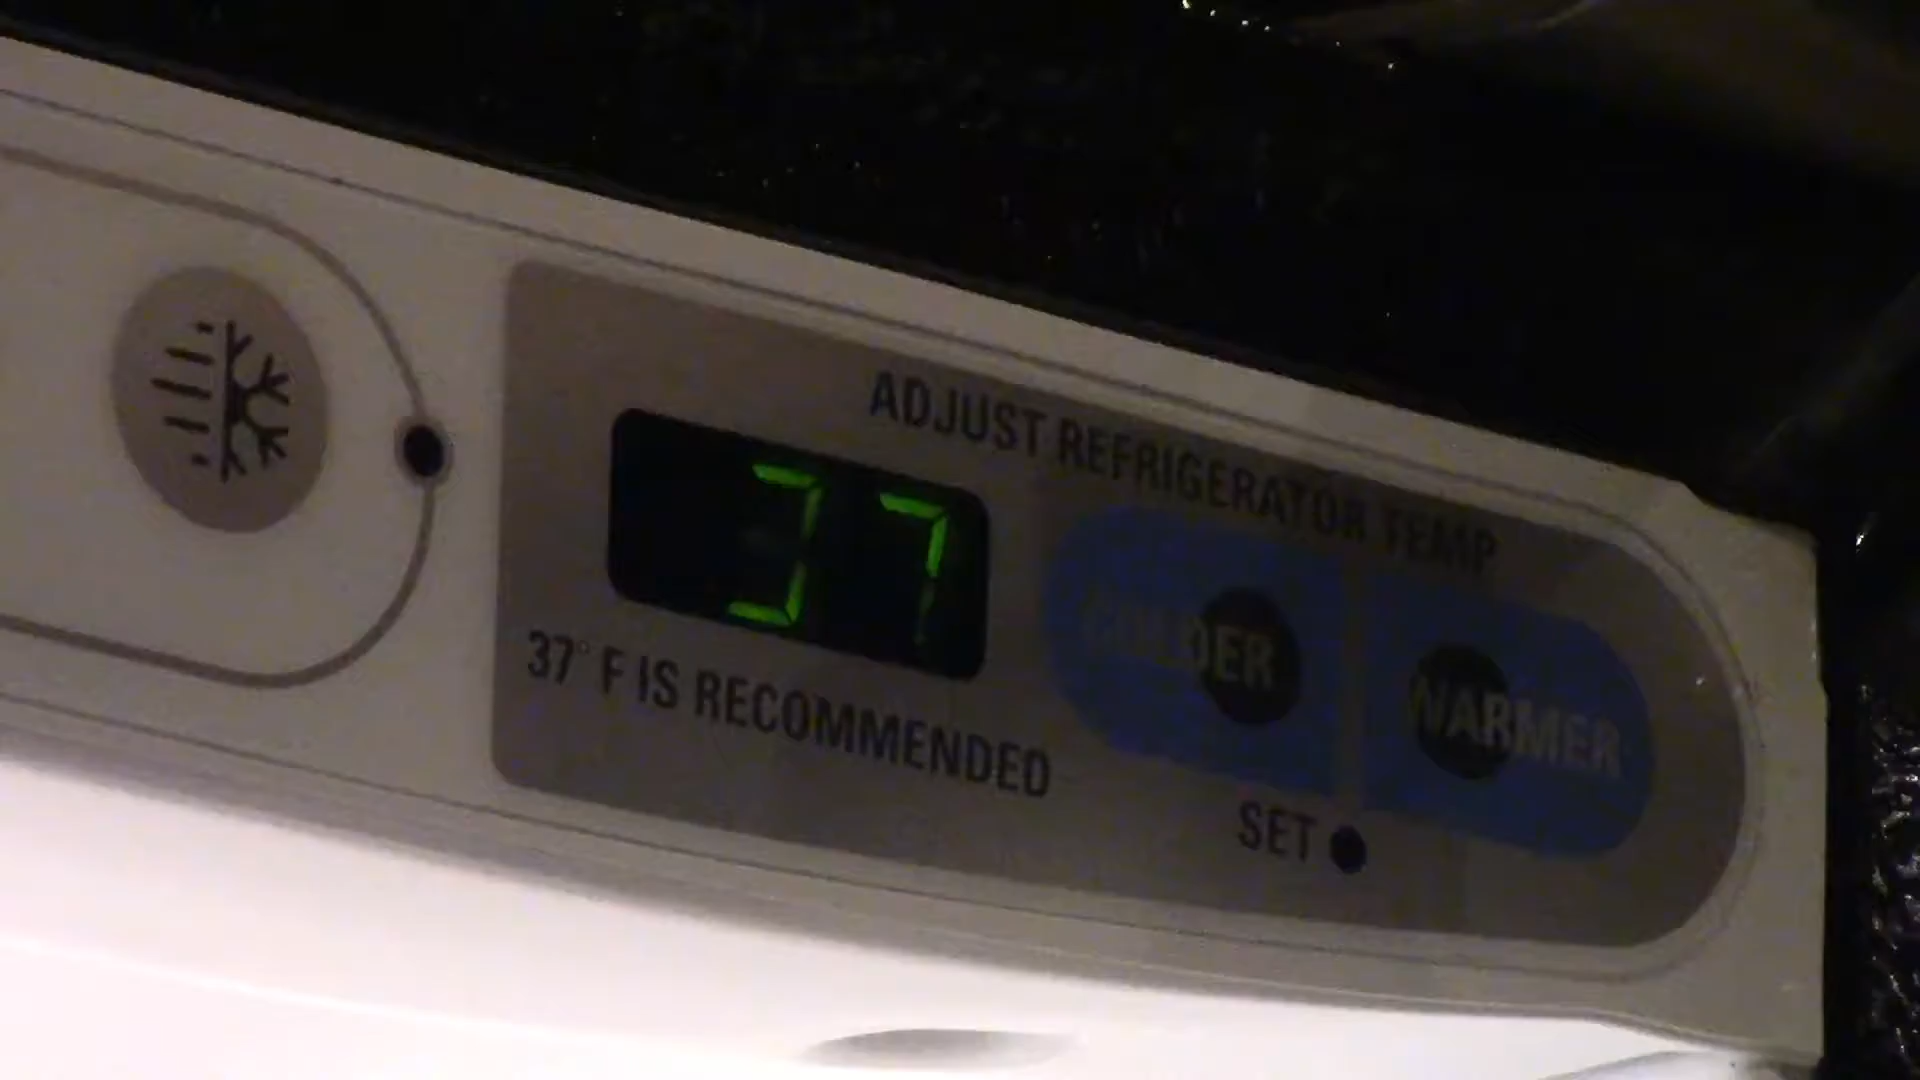 ADJUST REFRIGERATOR TEMP
37
COLDER
WARMER
37° F IS RECOMMENDED
SET